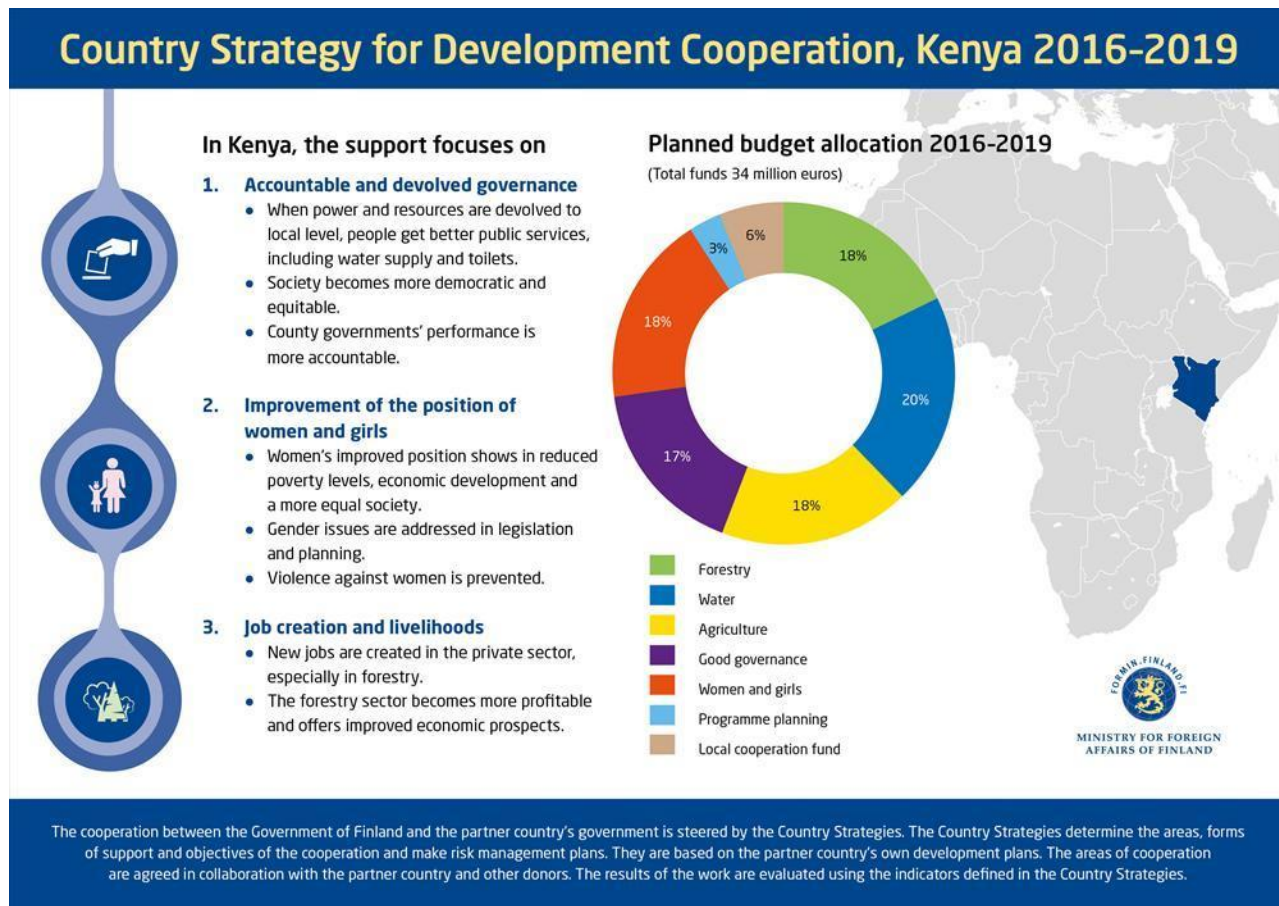 Country Strategy for Development Cooperation, Kenya 2016–2019
In Kenya, the support focuses on
1. Accountable and devolved governance
• When power and resources are devolved to
local level, people get better public services,
including water supply and toilets.
• Society becomes more democratic and
equitable.
• County governments' performance is
more accountable.
2. Improvement of the position of
women and girls
• Women's improved position shows in reduced
poverty levels, economic development and
a more equal society.
• Gender issues are addressed in legislation
and planning.
• Violence against women is prevented.
3. Job creation and livelihoods
• New jobs are created in the private sector,
especially in forestry.
• The forestry sector becomes more profitable
and offers improved economic prospects.
Planned budget allocation 2016–2019
(Total funds 34 million euros)
3%
6%
18%
18%
20%
17%
18%
Forestry
Water
Agriculture
Good governance
Women and girls
Programme planning
Local cooperation fund
FORMIN.FINLAND.FI
MINISTRY FOR FOREIGN
AFFAIRS OF FINLAND
The cooperation between the Government of Finland and the partner country's government is steered by the Country Strategies. The Country Strategies determine the areas, forms
of support and objectives of the cooperation and make risk management plans. They are based on the partner country's own development plans. The areas of cooperation
are agreed in collaboration with the partner country and other donors. The results of the work are evaluated using the indicators defined in the Country Strategies.